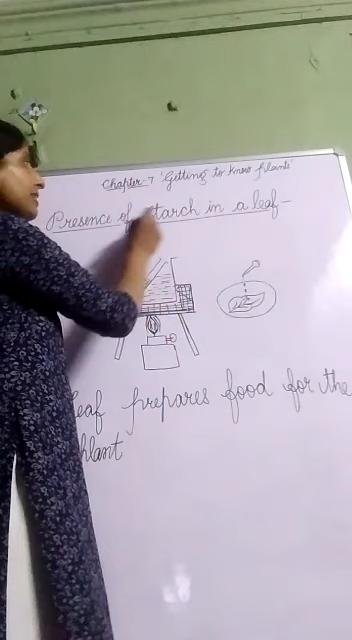 Chapter-7 'Getting to know plants'
Presence of starch in a leaf-
leaf prepares food for the
plant